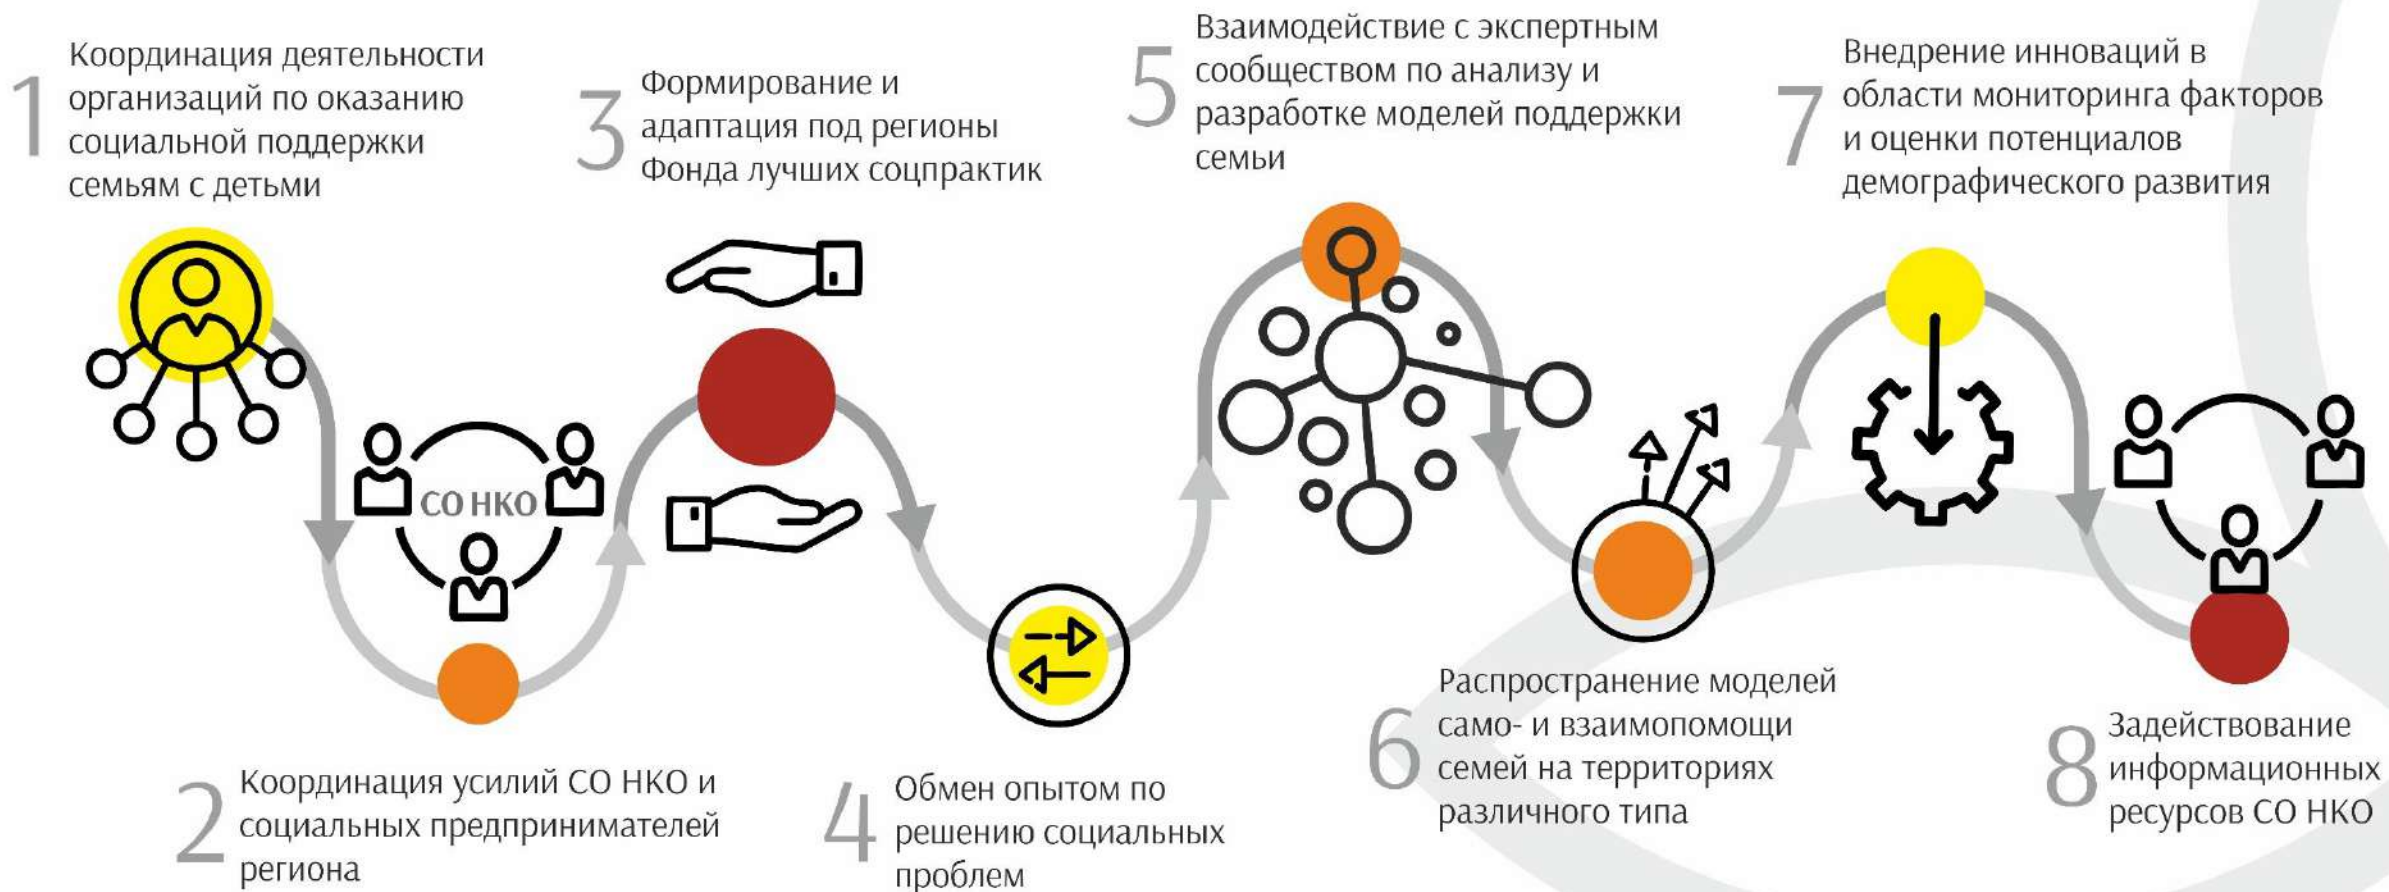 1
Координация деятельности
организаций по оказанию
социальной поддержки
семьям с детьми
СО НКО
2
Координация усилий СО НКО и
социальных предпринимателей
региона
3
Формирование и
адаптация под регионы
Фонда лучших соцпрактик
4
Обмен опытом по
решению социальных
проблем
5
Взаимодействие с экспертным
сообществом по анализу и
разработке моделей поддержки
семьи
6
Распространение моделей
само- и взаимопомощи
семей на территориях
различного типа
7
Внедрение инноваций в
области мониторинга факторов
и оценки потенциалов
демографического развития
8
Задействование
информационных
ресурсов СО НКО